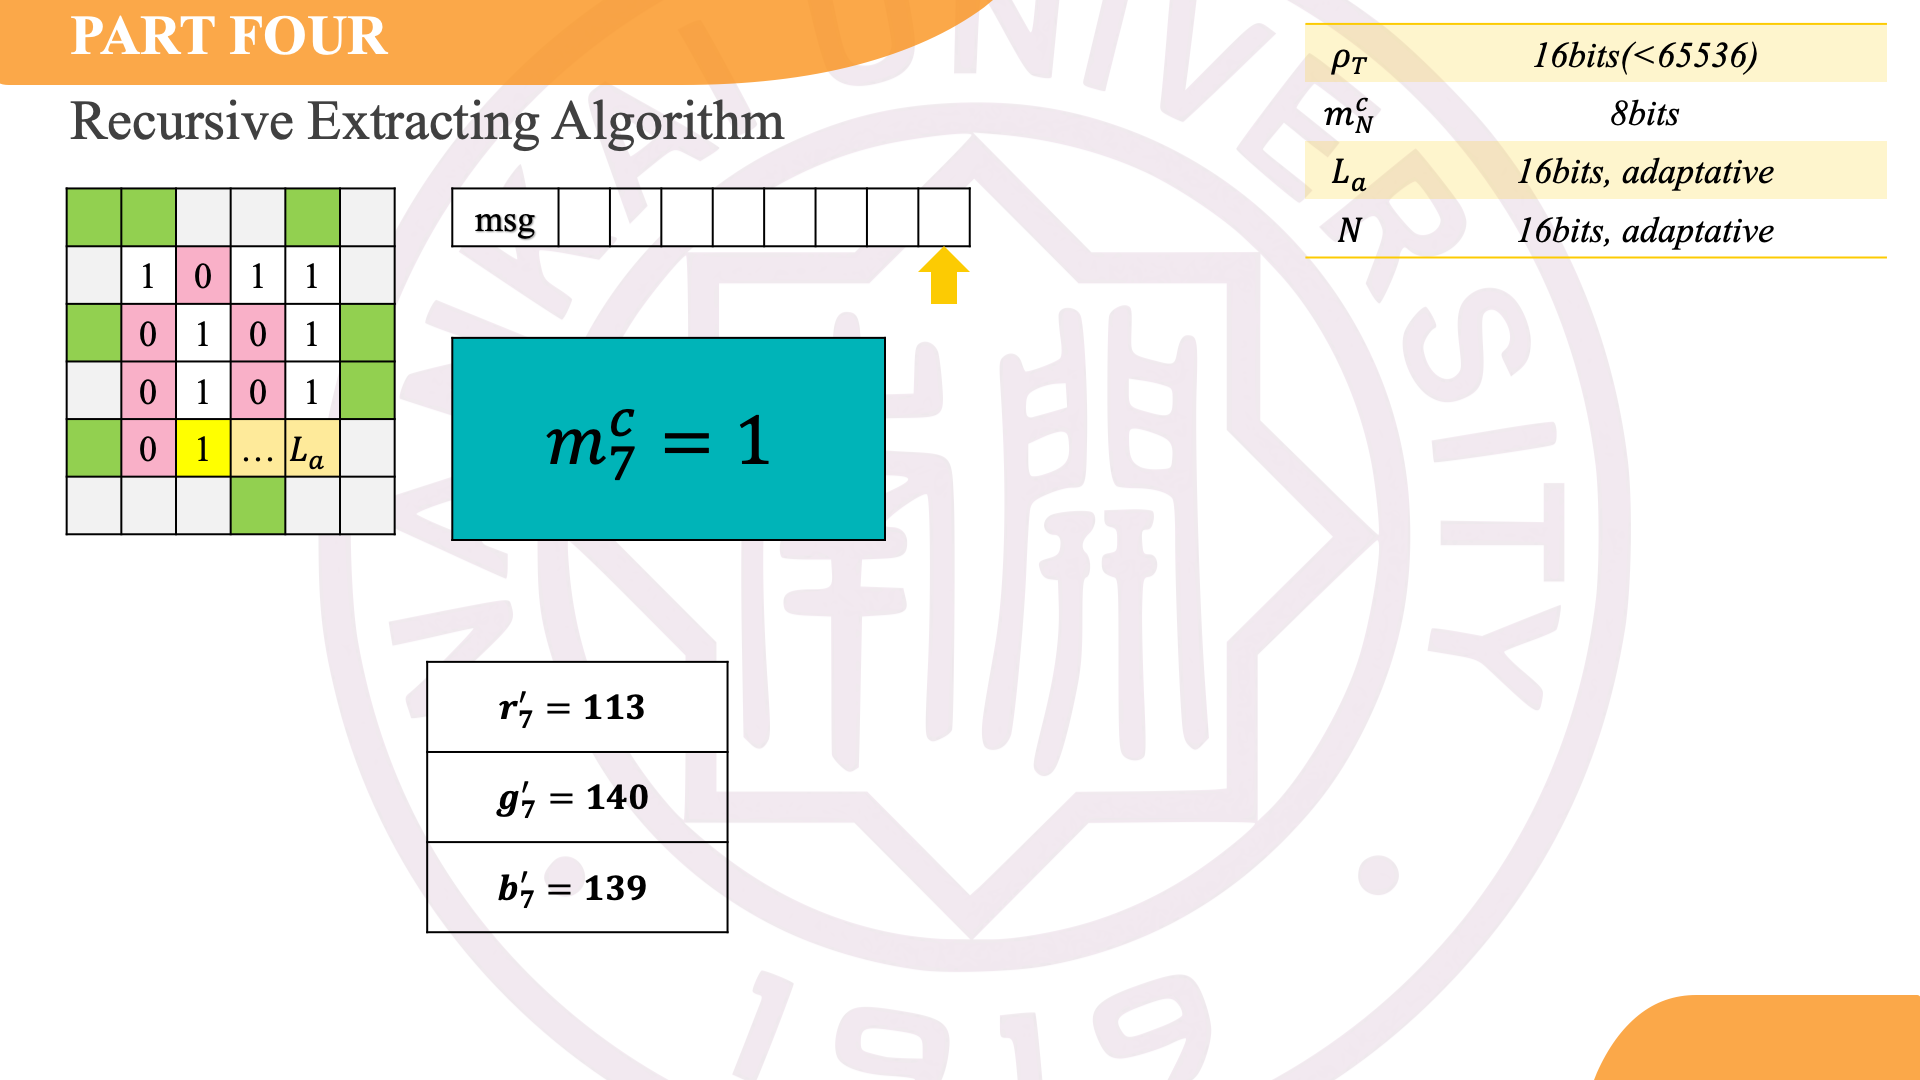 PART FOUR
Recursive Extracting Algorithm
ρ_T 16bits(<65536)
m_N^c 8bits
L_a 16bits, adaptative
N 16bits, adaptative
1 0 1 1
0 1 0 1
0 1 0 1
0 1 ... L_a
msg
m_7^c = 1
r_7' = 113
g_7' = 140
b_7' = 139
NANKAI UNIVERSITY
南開
1919